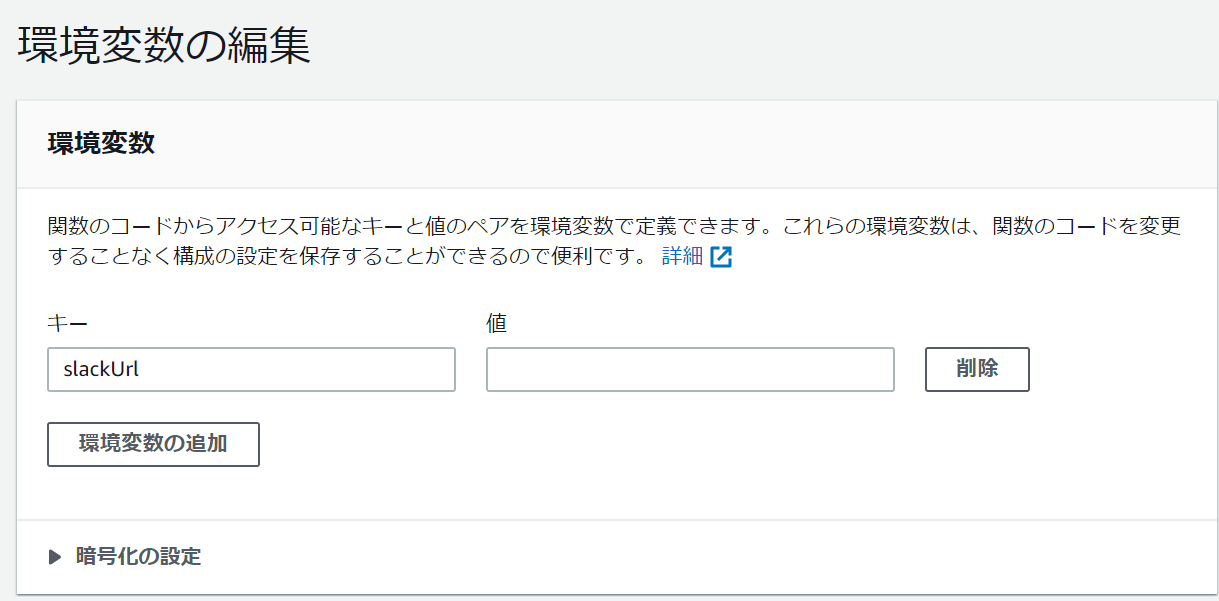 環境変数の編集
環境変数
関数のコードからアクセス可能なキーと値のペアを環境変数で定義できます。これらの環境変数は、関数のコードを変更
することなく構成の設定を保存することができるので便利です。 詳細
キー 値
slackUrl 削除
環境変数の追加
暗号化の設定